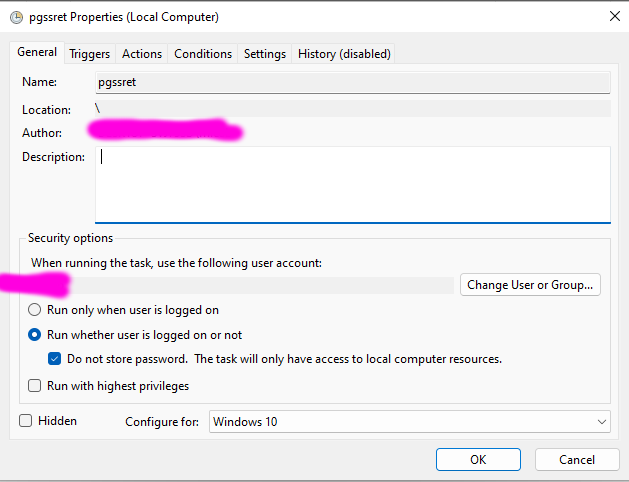 pgssret Properties (Local Computer)
General Triggers Actions Conditions Settings History (disabled)
Name: pgssret
Location: \
Author:
Description:
Security options
When running the task, use the following user account:
Change User or Group...
Run only when user is logged on
Run whether user is logged on or not
Do not store password. The task will only have access to local computer resources.
Run with highest privileges
Hidden Configure for: Windows 10
OK Cancel